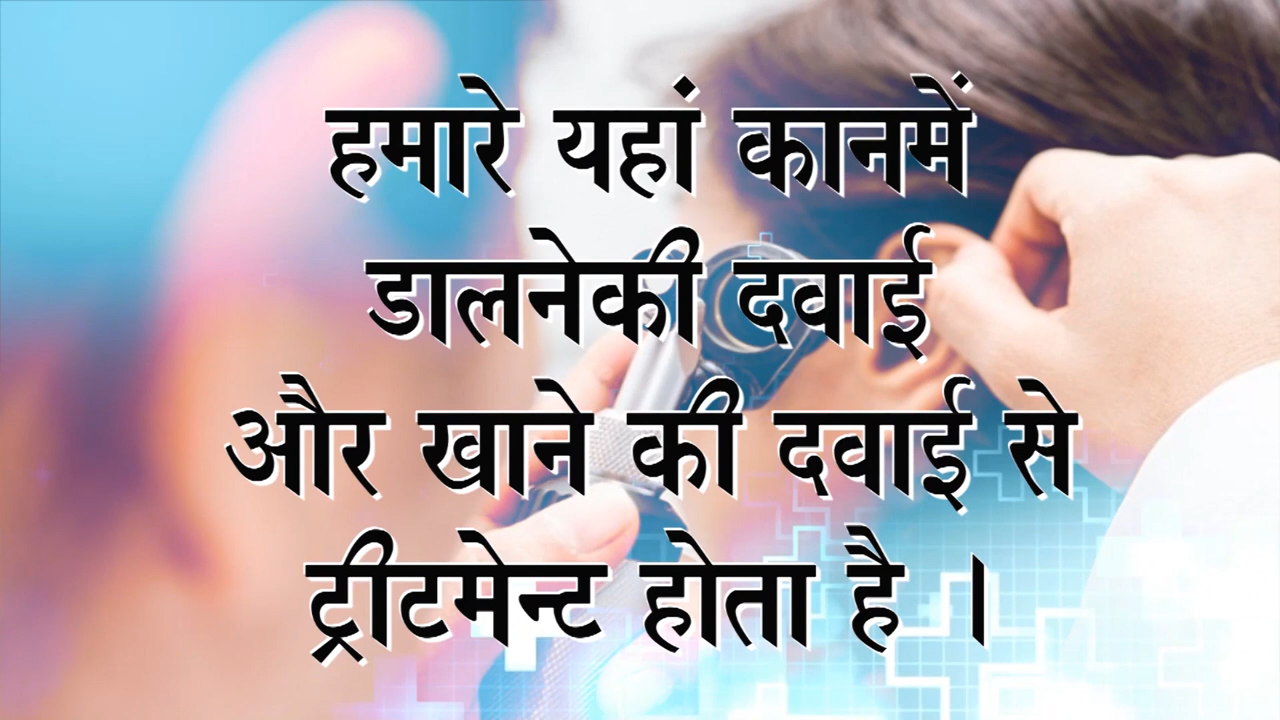 हमारे यहां कानमें
डालनेकी दवाई
और खाने की दवाई से
ट्रीटमेन्ट होता है ।